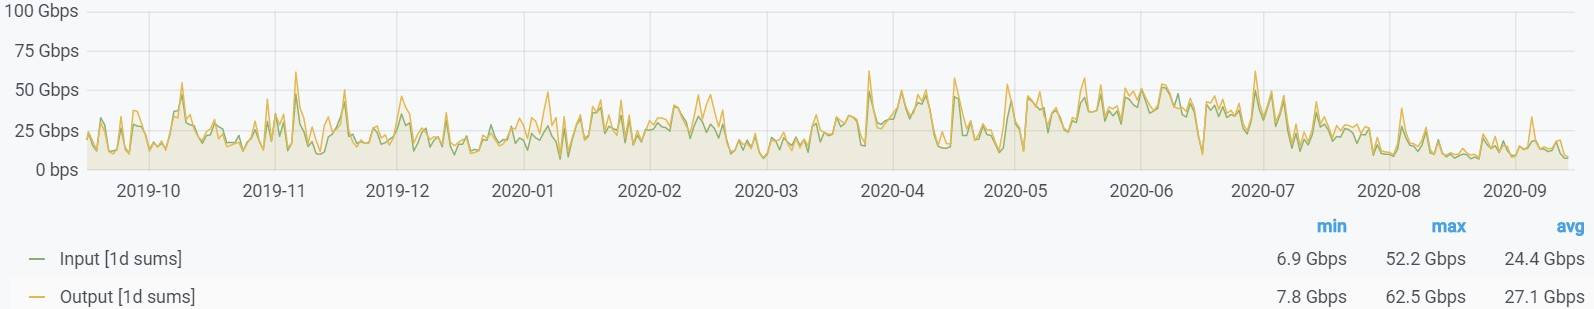 100 Gbps
75 Gbps
50 Gbps
25 Gbps
0 bps
2019-10 2019-11 2019-12 2020-01 2020-02 2020-03 2020-04 2020-05 2020-06 2020-07 2020-08 2020-09
min max avg
Input [1d sums] 6.9 Gbps 52.2 Gbps 24.4 Gbps
Output [1d sums] 7.8 Gbps 62.5 Gbps 27.1 Gbps